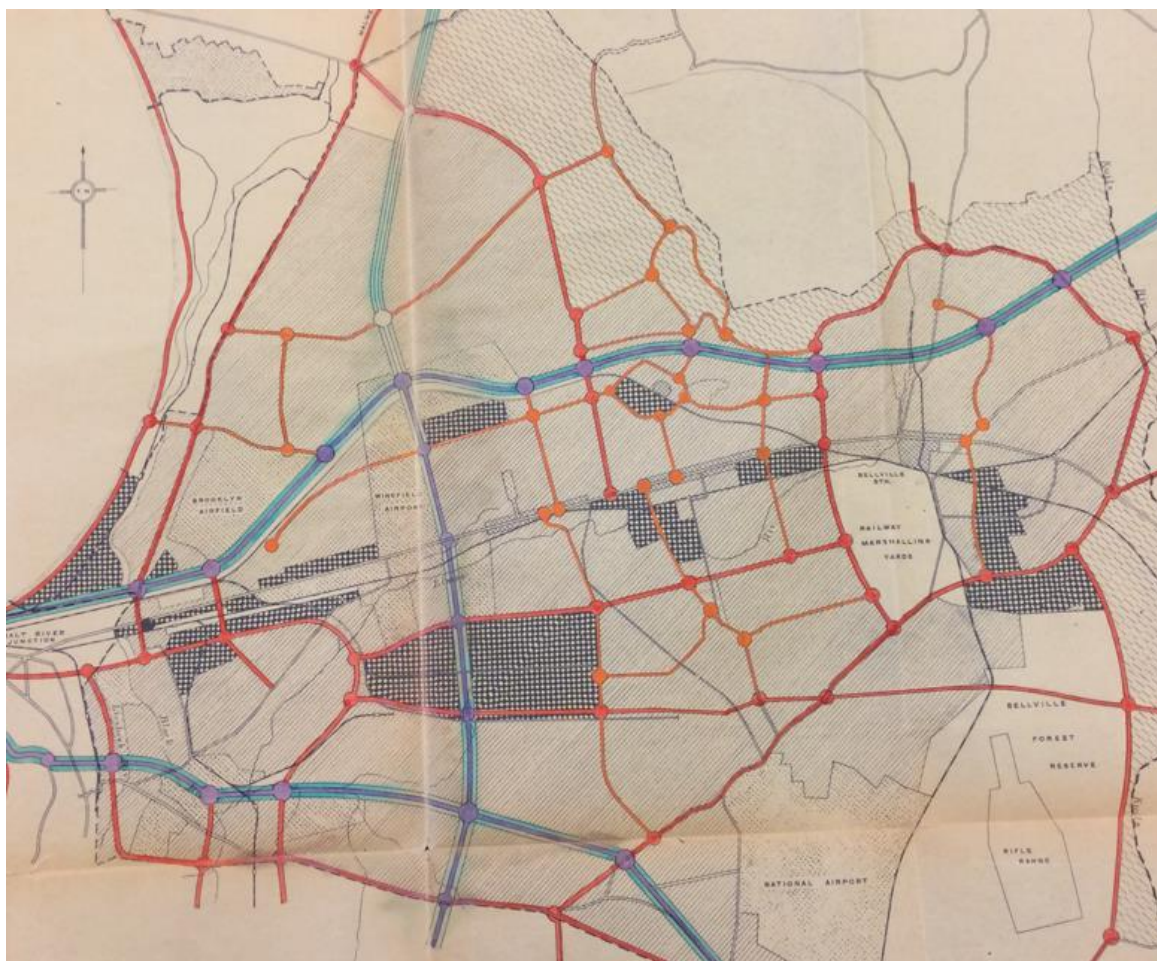 BROOKLYN
AIRFIELD
WINGFIELD
AIRPORT
BELLVILLE
STN.
RAILWAY
MARSHALLING
YARDS
SALT RIVER
JUNCTION
Black
BELLVILLE
FOREST
RESERVE
RIFLE
RANGE
NATIONAL AIRPORT